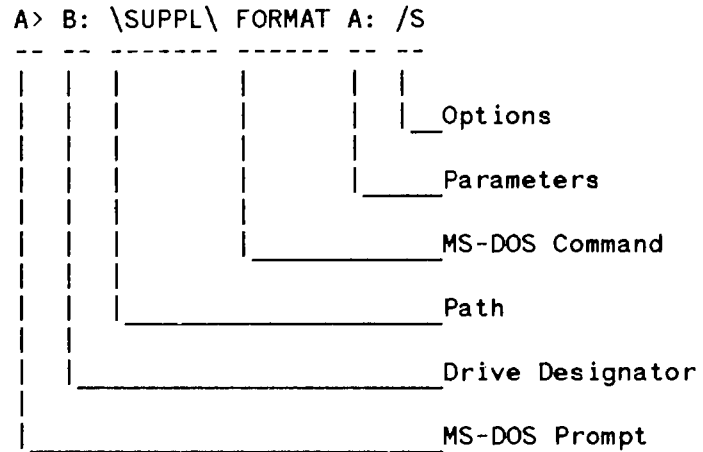 A> B: \SUPPL\ FORMAT A: /S
Options
Parameters
MS-DOS Command
Path
Drive Designator
MS-DOS Prompt